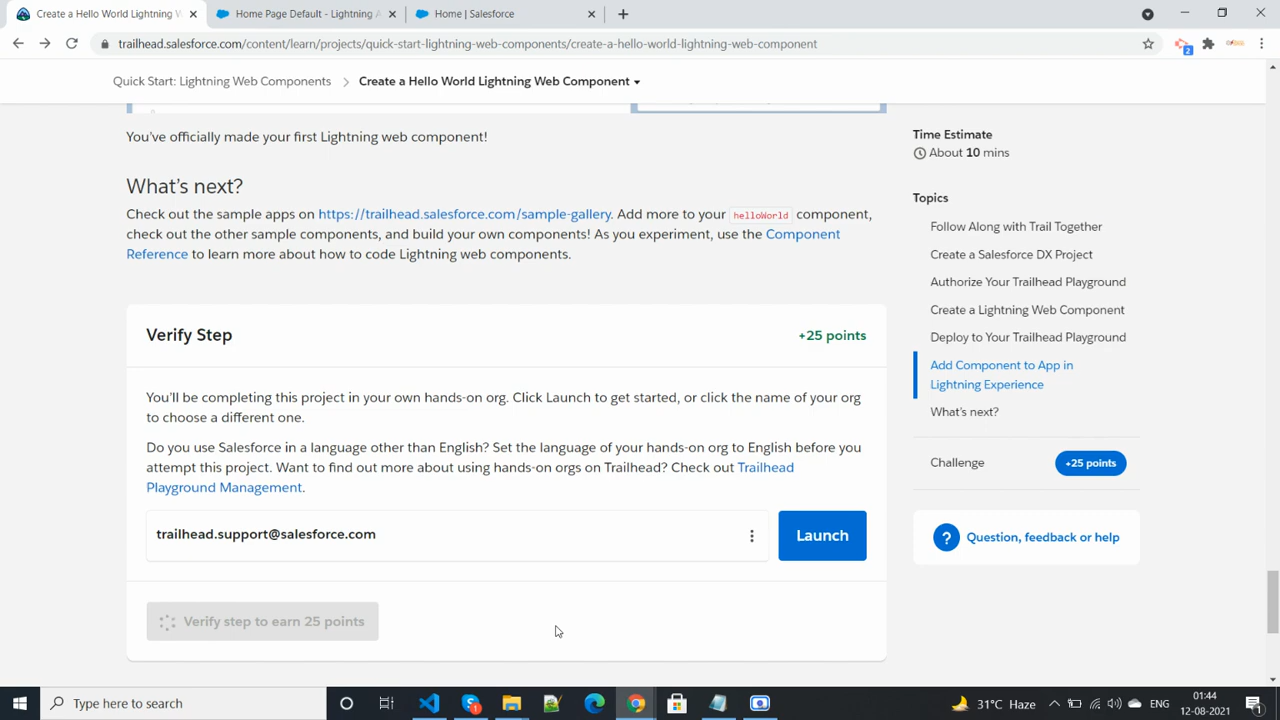 Create a Hello World Lightning W
Home Page Default - Lightning A
Home | Salesforce
trailhead.salesforce.com/content/learn/projects/quick-start-lightning-web-components/create-a-hello-world-lightning-web-component
2
Quick Start: Lightning Web Components
Create a Hello World Lightning Web Component
You've officially made your first Lightning web component!
What's next?
Check out the sample apps on https://trailhead.salesforce.com/sample-gallery. Add more to your helloWorld component,
check out the other sample components, and build your own components! As you experiment, use the Component
Reference to learn more about how to code Lightning web components.
Verify Step
+25 points
You'll be completing this project in your own hands-on org. Click Launch to get started, or click the name of your org
to choose a different one.
Do you use Salesforce in a language other than English? Set the language of your hands-on org to English before you
attempt this project. Want to find out more about using hands-on orgs on Trailhead? Check out Trailhead
Playground Management.
trailhead.support@salesforce.com
Launch
Verify step to earn 25 points
Time Estimate
About 10 mins
Topics
Follow Along with Trail Together
Create a Salesforce DX Project
Authorize Your Trailhead Playground
Create a Lightning Web Component
Deploy to Your Trailhead Playground
Add Component to App in
Lightning Experience
What's next?
Challenge
+25 points
? Question, feedback or help
Type here to search
31°C Haze
ENG
01:44
12-08-2021
1